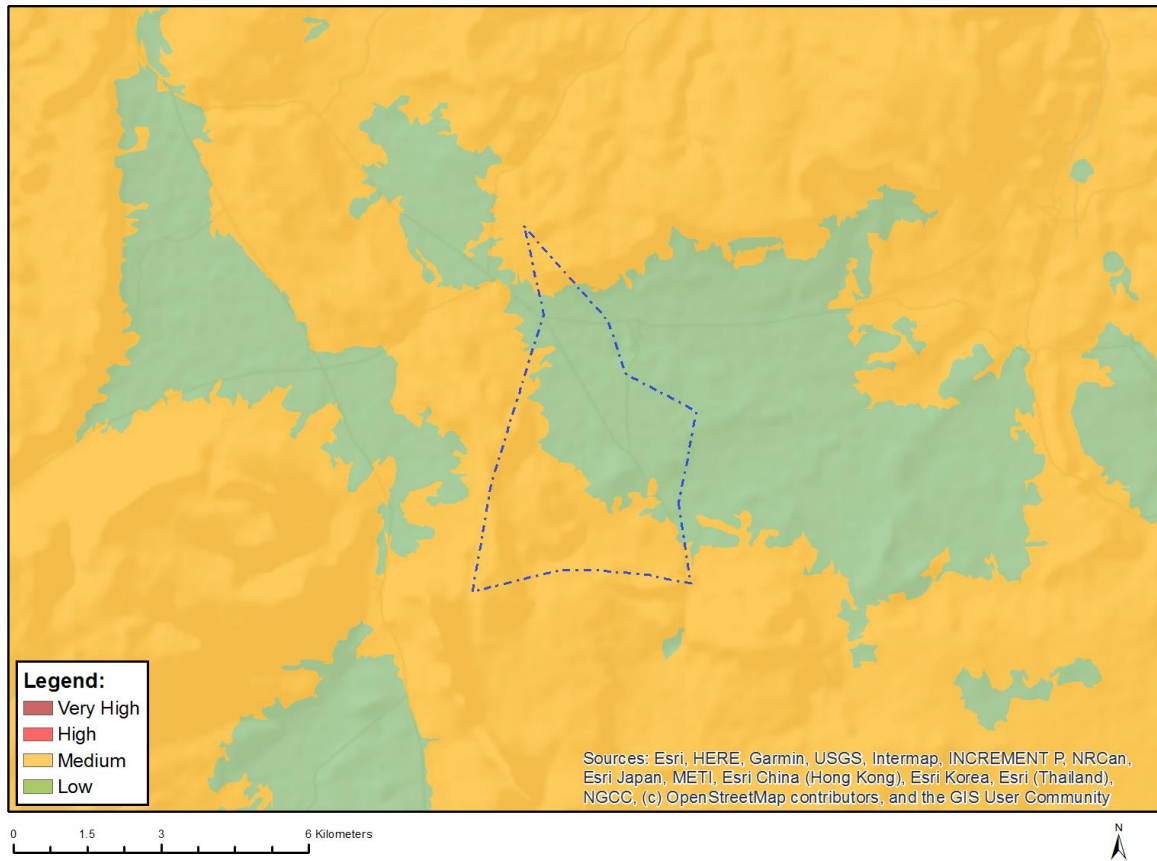 Legend:
Very High
High
Medium
Low
Sources: Esri, HERE, Garmin, USGS, Intermap, INCREMENT P, NRCan,
Esri Japan, METI, Esri China (Hong Kong), Esri Korea, Esri (Thailand),
NGCC, (c) OpenStreetMap contributors, and the GIS User Community
0 1.5 3 6 Kilometers
N